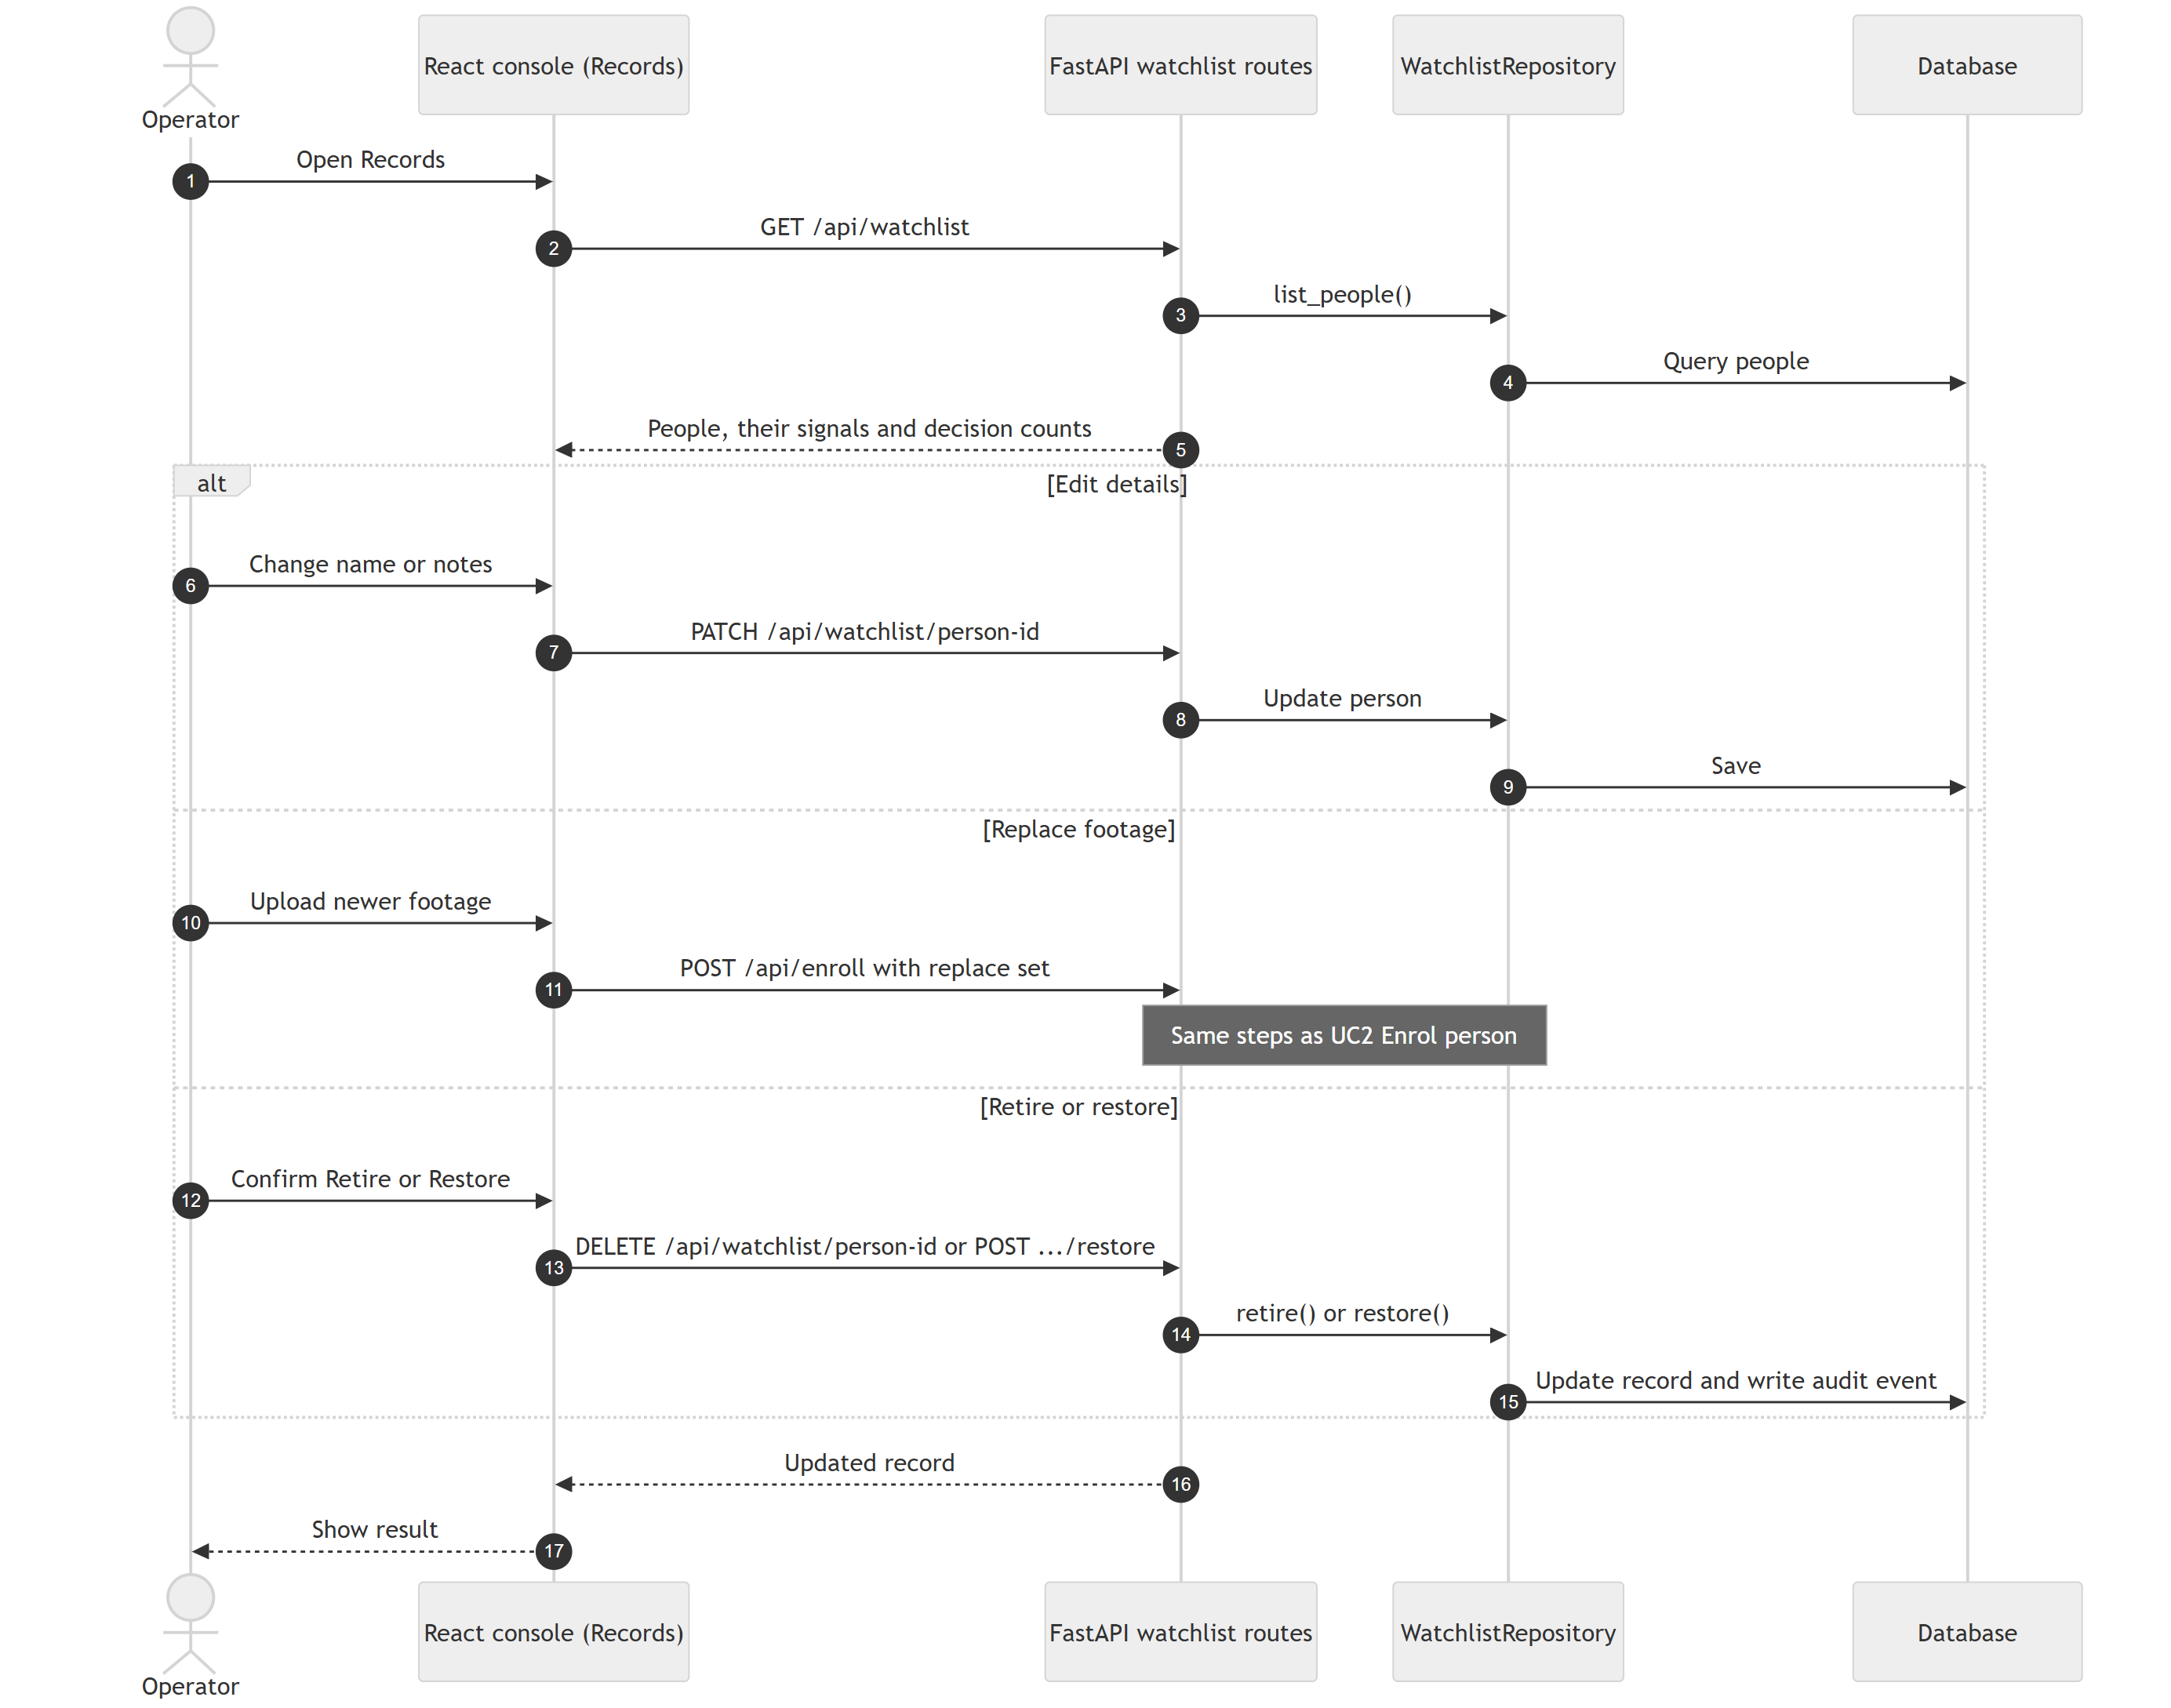 React console (Records)
FastAPI watchlist routes
WatchlistRepository
Database
Operator
Open Records
1
GET /api/watchlist
2
list_people()
3
Query people
4
People, their signals and decision counts
5
alt
[Edit details]
Change name or notes
6
PATCH /api/watchlist/person-id
7
Update person
8
Save
9
[Replace footage]
Upload newer footage
10
POST /api/enroll with replace set
11
Same steps as UC2 Enrol person
[Retire or restore]
Confirm Retire or Restore
12
DELETE /api/watchlist/person-id or POST .../restore
13
retire() or restore()
14
Update record and write audit event
15
Updated record
16
Show result
17
React console (Records)
FastAPI watchlist routes
WatchlistRepository
Database
Operator